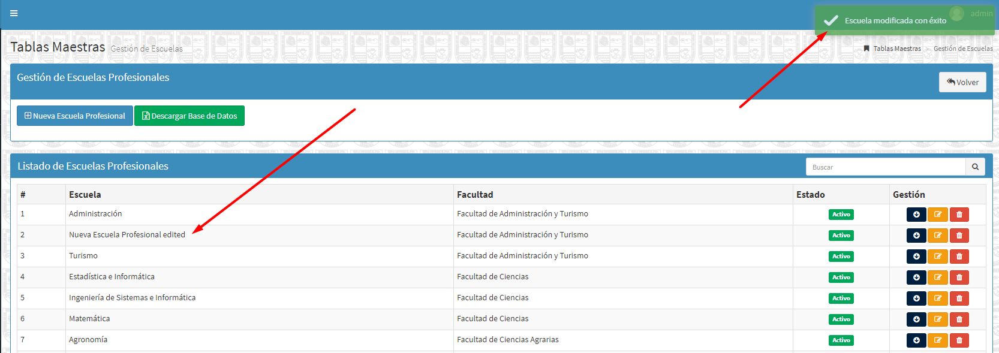 admin
Escuela modificada con éxito
Tablas Maestras Gestión de Escuelas
Tablas Maestras > Gestión de Escuelas
Gestión de Escuelas Profesionales
Volver
Nueva Escuela Profesional
Descargar Base de Datos
Listado de Escuelas Profesionales
Buscar
# Escuela Facultad Estado Gestión
1 Administración Facultad de Administración y Turismo Activo
2 Nueva Escuela Profesional edited Facultad de Administración y Turismo Activo
3 Turismo Facultad de Administración y Turismo Activo
4 Estadística e Informática Facultad de Ciencias Activo
5 Ingeniería de Sistemas e Informática Facultad de Ciencias Activo
6 Matemática Facultad de Ciencias Activo
7 Agronomía Facultad de Ciencias Agrarias Activo